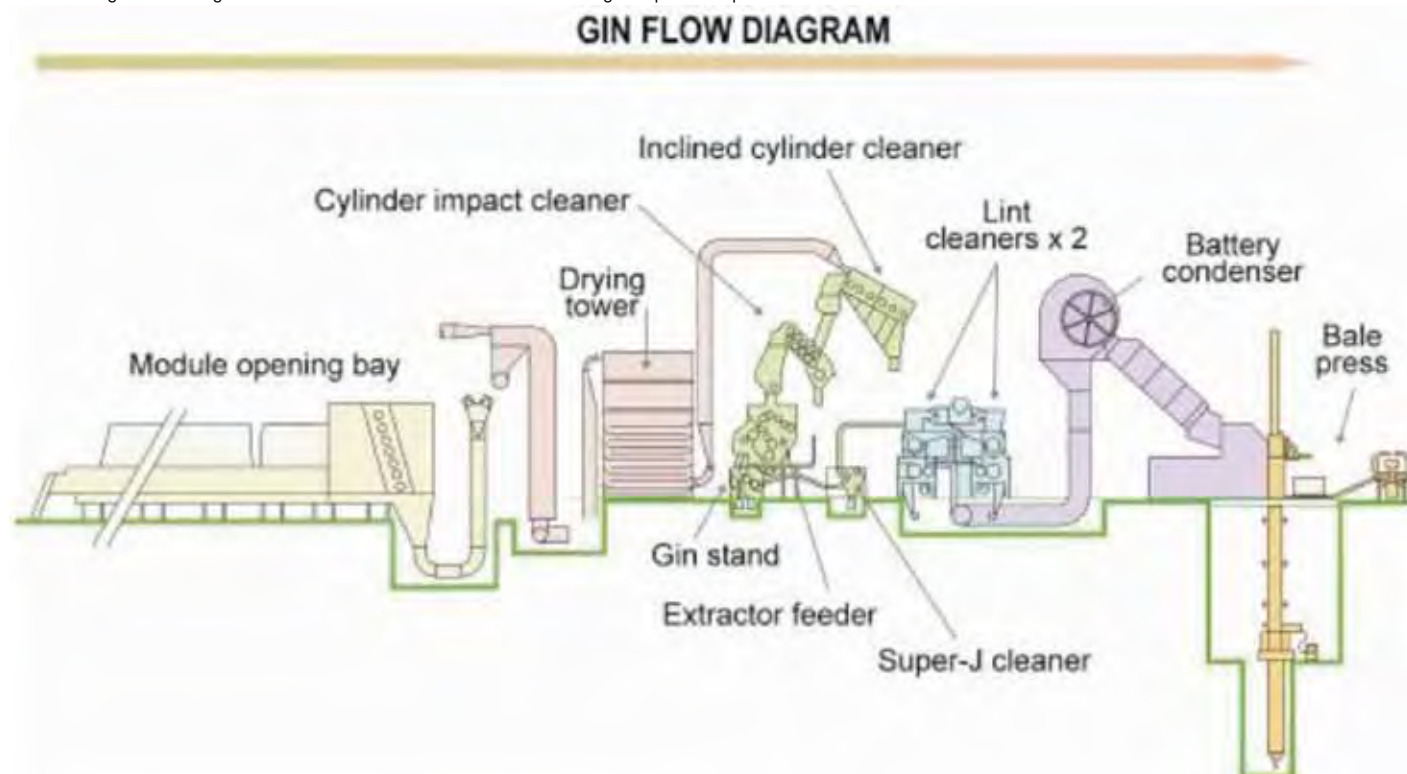 GIN FLOW DIAGRAM
Inclined cylinder cleaner
Cylinder impact cleaner
Lint
cleaners x 2
Battery
condenser
Drying
tower
Bale
press
Module opening bay
Gin stand
Extractor feeder
Super-J cleaner